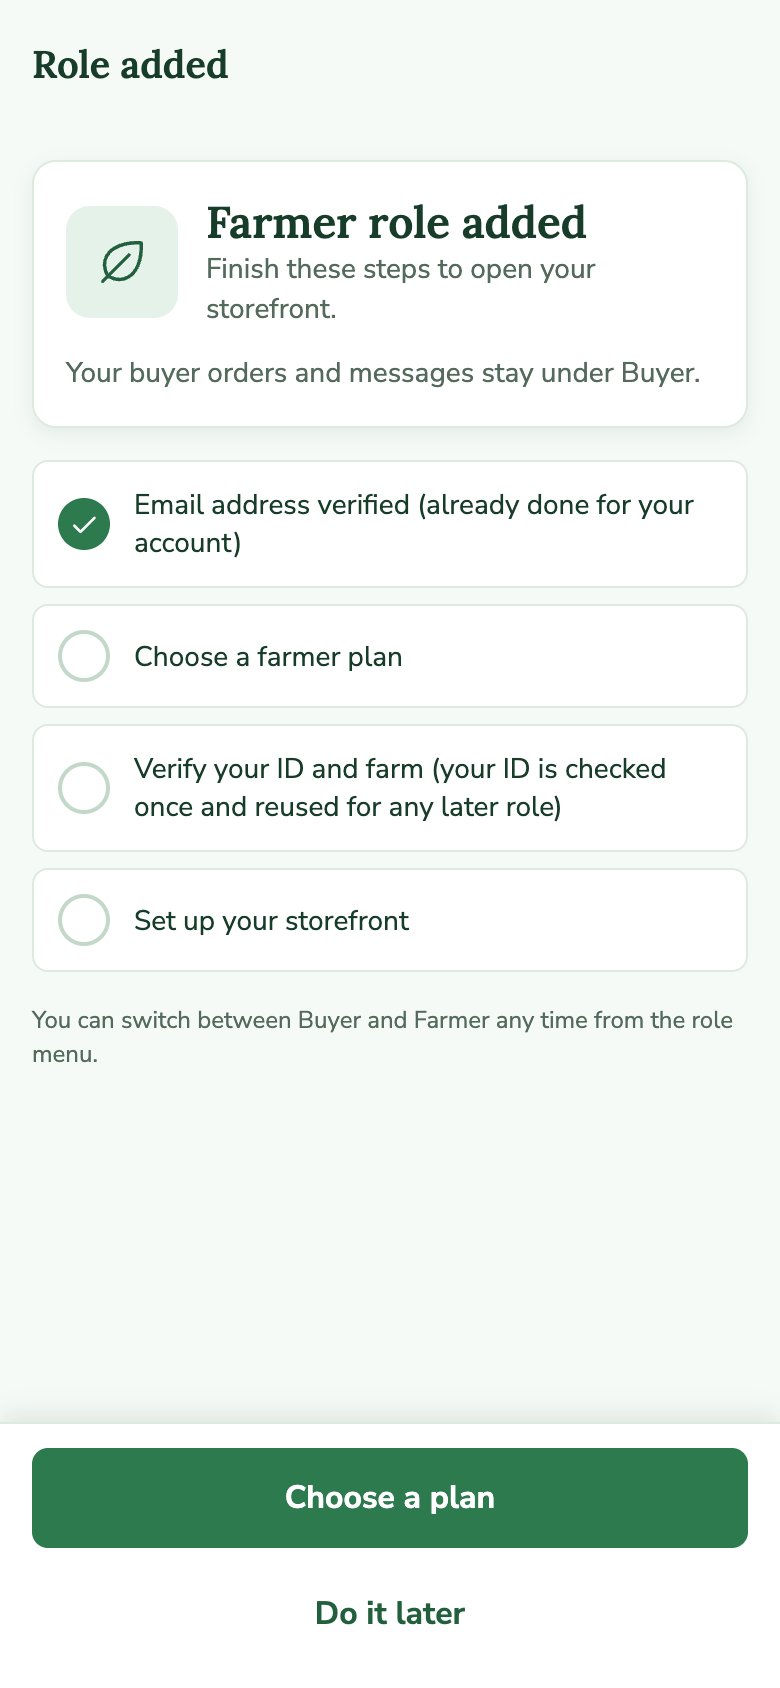 Role added
Farmer role added
Finish these steps to open your
storefront.
Your buyer orders and messages stay under Buyer.
Email address verified (already done for your
account)
Choose a farmer plan
Verify your ID and farm (your ID is checked
once and reused for any later role)
Set up your storefront
You can switch between Buyer and Farmer any time from the role
menu.
Choose a plan
Do it later